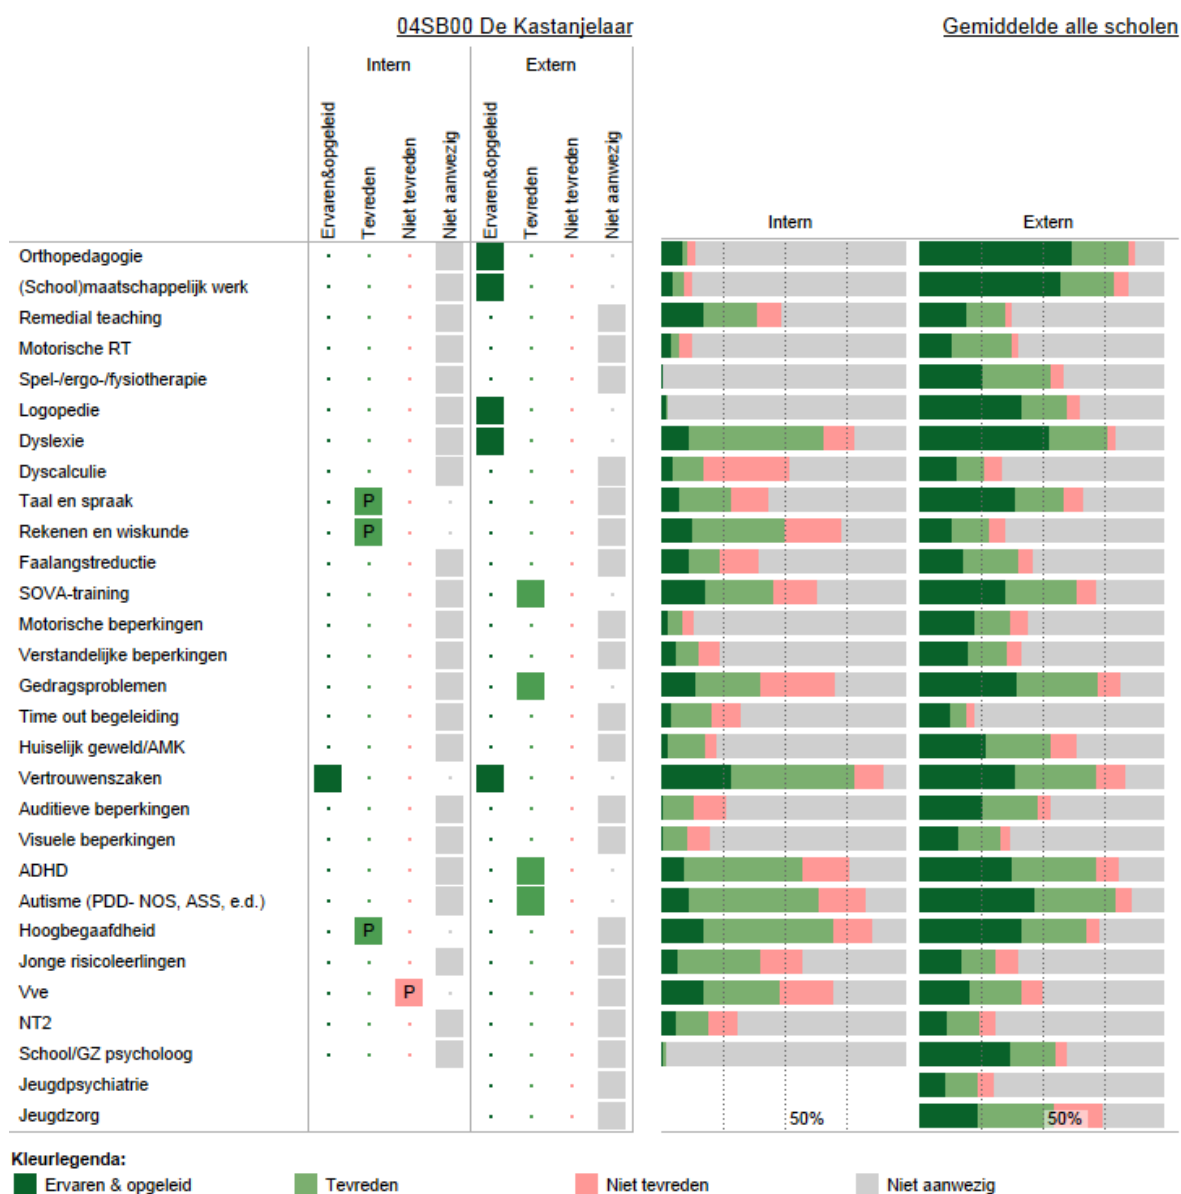 04SB00 De Kastanjelaar
Gemiddelde alle scholen
Intern
Extern
Ervaren&opgeleid
Tevreden
Niet tevreden
Niet aanwezig
Ervaren&opgeleid
Tevreden
Niet tevreden
Niet aanwezig
Intern
Extern
Orthopedagogie
(School)maatschappelijk werk
Remedial teaching
Motorische RT
Spel-/ergo-/fysiotherapie
Logopedie
Dyslexie
Dyscalculie
Taal en spraak P
Rekenen en wiskunde P
Faalangstreductie
SOVA-training
Motorische beperkingen
Verstandelijke beperkingen
Gedragsproblemen
Time out begeleiding
Huiselijk geweld/AMK
Vertrouwenszaken
Auditieve beperkingen
Visuele beperkingen
ADHD
Autisme (PDD- NOS, ASS, e.d.)
Hoogbegaafdheid P
Jonge risicoleerlingen
Vve P
NT2
School/GZ psycholoog
Jeugdpsychiatrie
Jeugdzorg 50% 50%
Kleurlegenda:
Ervaren & opgeleid Tevreden Niet tevreden Niet aanwezig